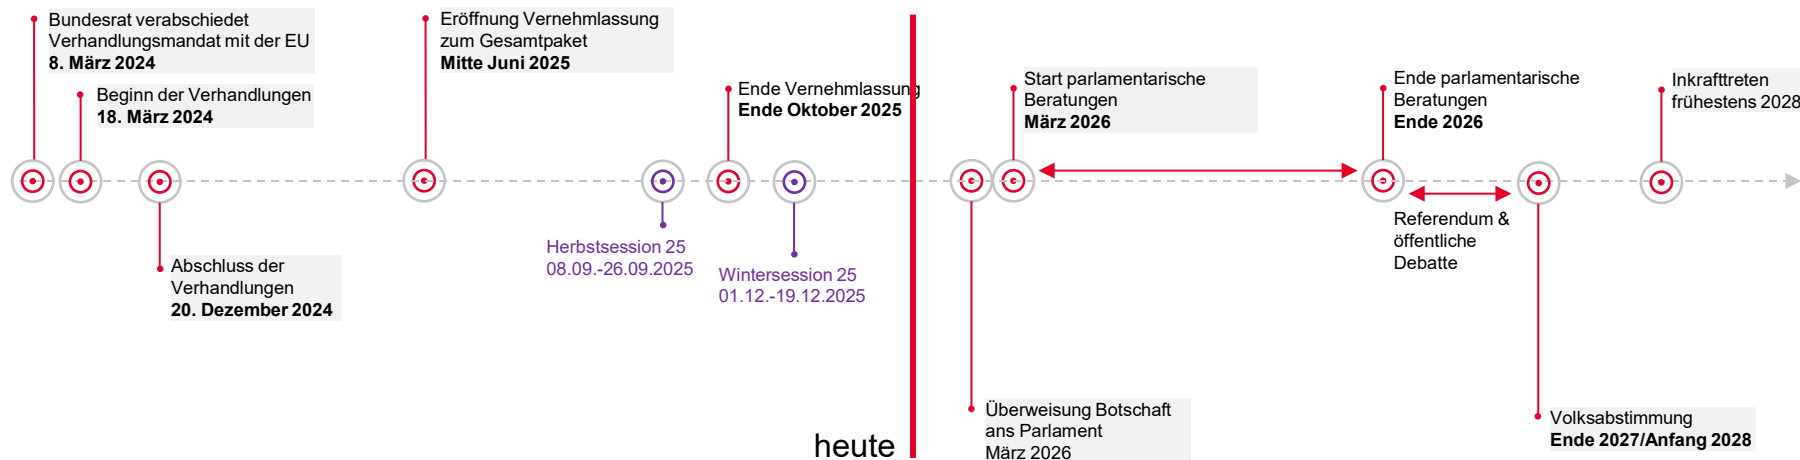 Bundesrat verabschiedet
Verhandlungsmandat mit der EU
8. März 2024
Beginn der Verhandlungen
18. März 2024
Abschluss der
Verhandlungen
20. Dezember 2024
Eröffnung Vernehmlassung
zum Gesamtpaket
Mitte Juni 2025
Herbstsession 25
08.09.-26.09.2025
Ende Vernehmlassung
Ende Oktober 2025
Wintersession 25
01.12.-19.12.2025
heute
Überweisung Botschaft
ans Parlament
März 2026
Start parlamentarische
Beratungen
März 2026
Ende parlamentarische
Beratungen
Ende 2026
Referendum &
öffentliche
Debatte
Volksabstimmung
Ende 2027/Anfang 2028
Inkrafttreten
frühestens 2028